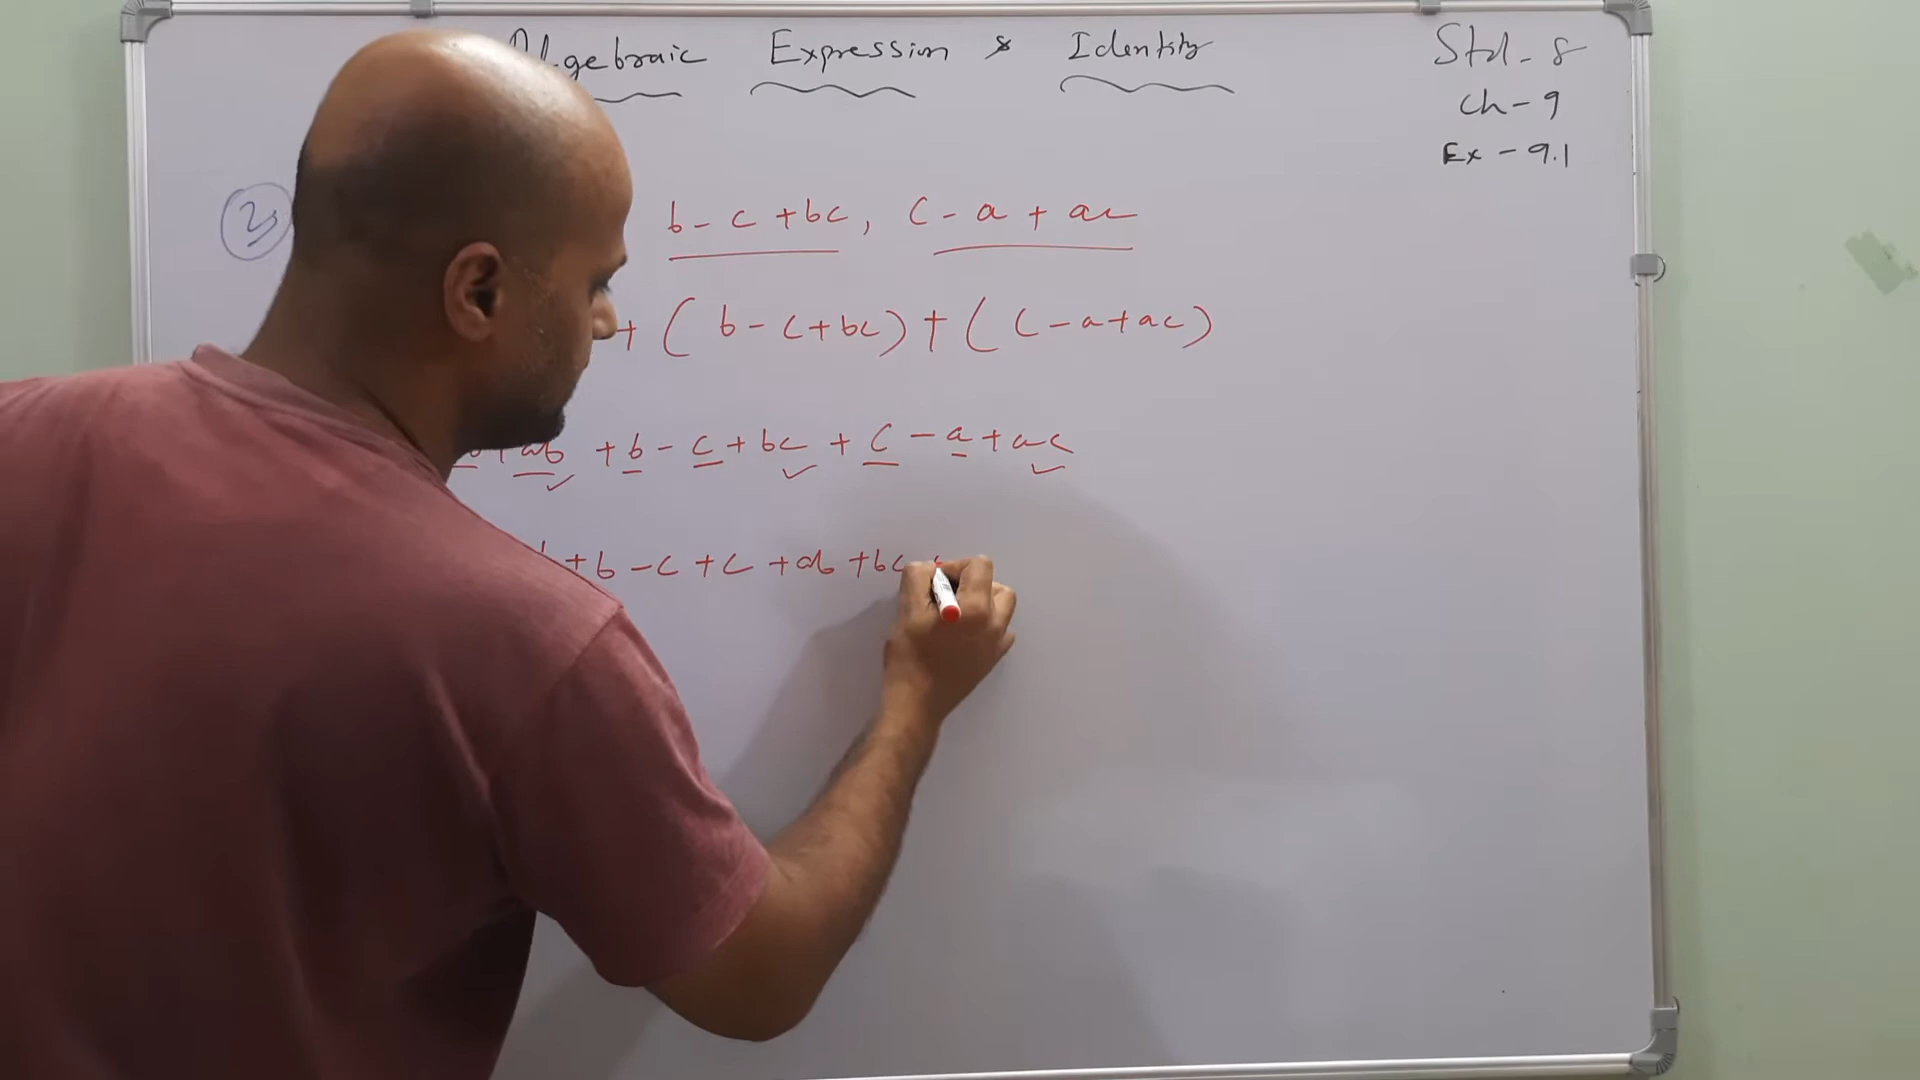 Algebraic Expression & Identity
Std - 8
Ch - 9
Ex - 9.1
b - c + bc, c - a + ac
+ ( b - c + bc) + ( c - a + ac)
+ ab + b - c + bc + c - a + ac
+ b - c + c + ab + bc